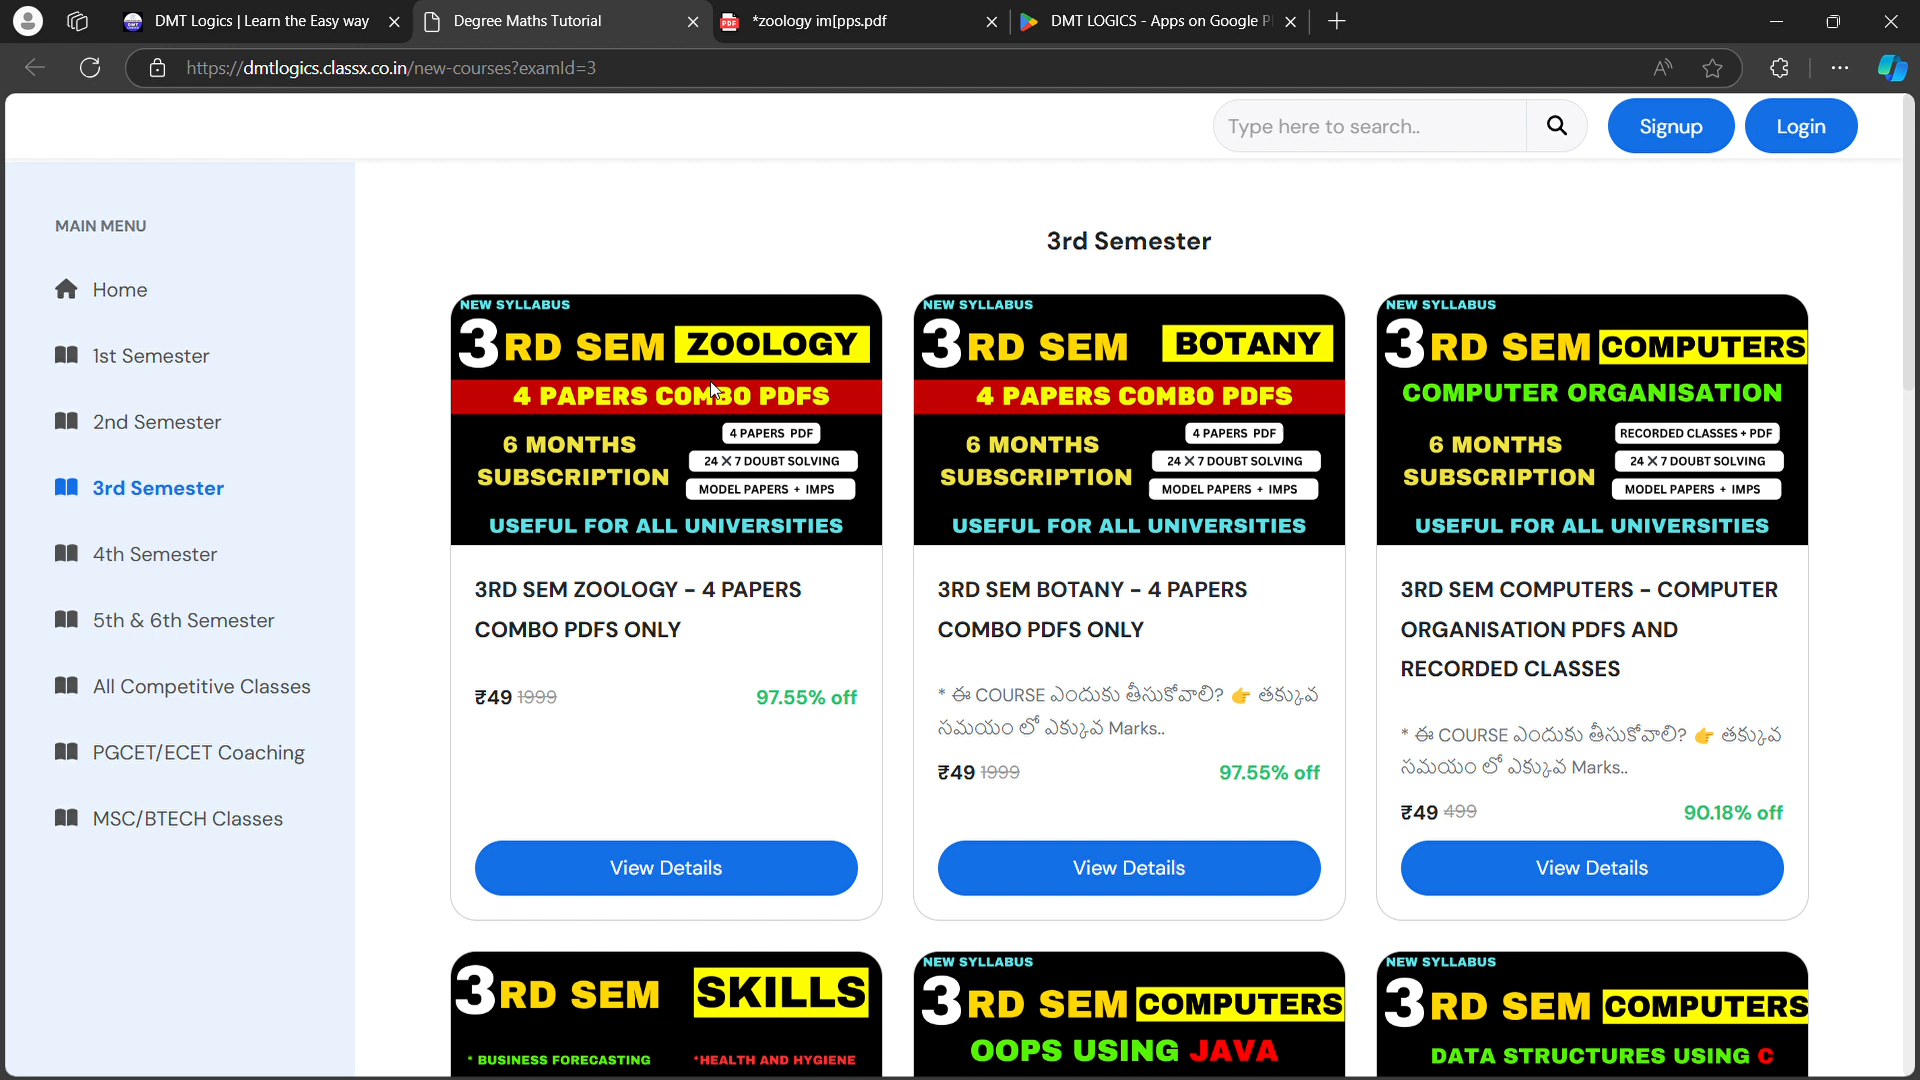 DMT Logics | Learn the Easy way
Degree Maths Tutorial
*zoology im[pps.pdf
DMT LOGICS - Apps on Google P
https://dmtlogics.classx.co.in/new-courses?examId=3
Type here to search..
Signup
Login
MAIN MENU
Home
1st Semester
2nd Semester
3rd Semester
4th Semester
5th & 6th Semester
All Competitive Classes
PGCET/ECET Coaching
MSC/BTECH Classes
3rd Semester
NEW SYLLABUS
3RD SEM ZOOLOGY
4 PAPERS COMBO PDFS
6 MONTHS
SUBSCRIPTION
4 PAPERS PDF
24 X 7 DOUBT SOLVING
MODEL PAPERS + IMPS
USEFUL FOR ALL UNIVERSITIES
3RD SEM ZOOLOGY - 4 PAPERS
COMBO PDFS ONLY
₹49 1999 97.55% off
View Details
NEW SYLLABUS
3RD SEM BOTANY
4 PAPERS COMBO PDFS
6 MONTHS
SUBSCRIPTION
4 PAPERS PDF
24 X 7 DOUBT SOLVING
MODEL PAPERS + IMPS
USEFUL FOR ALL UNIVERSITIES
3RD SEM BOTANY - 4 PAPERS
COMBO PDFS ONLY
* ఈ COURSE ఎందుకు తీసుకోవాలి? 👉 తక్కువ
సమయం లో ఎక్కువ Marks..
₹49 1999 97.55% off
View Details
NEW SYLLABUS
3RD SEM COMPUTERS
COMPUTER ORGANISATION
6 MONTHS
SUBSCRIPTION
RECORDED CLASSES + PDF
24 X 7 DOUBT SOLVING
MODEL PAPERS + IMPS
USEFUL FOR ALL UNIVERSITIES
3RD SEM COMPUTERS - COMPUTER
ORGANISATION PDFS AND
RECORDED CLASSES
* ఈ COURSE ఎందుకు తీసుకోవాలి? 👉 తక్కువ
సమయం లో ఎక్కువ Marks..
₹49 499 90.18% off
View Details
3RD SEM SKILLS
* BUSINESS FORECASTING *HEALTH AND HYGIENE
NEW SYLLABUS
3RD SEM COMPUTERS
OOPS USING JAVA
NEW SYLLABUS
3RD SEM COMPUTERS
DATA STRUCTURES USING C